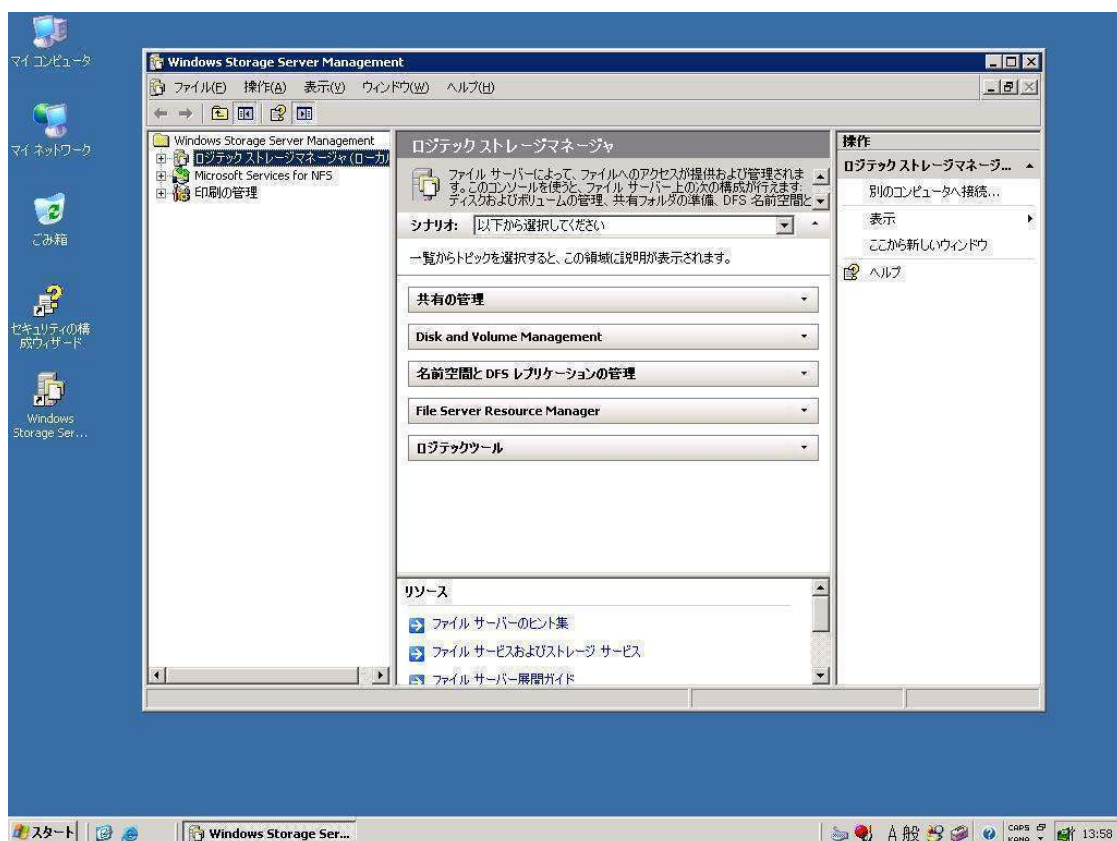 マイ コンピュータ
マイ ネットワーク
ごみ箱
セキュリティの構
成ウィザード
Windows
Storage Ser...
Windows Storage Server Management
ファイル(F) 操作(A) 表示(V) ウィンドウ(W) ヘルプ(H)
Windows Storage Server Management
ロジテック ストレージマネージャ (ローカル
Microsoft Services for NFS
印刷の管理
ロジテック ストレージマネージャ
ファイル サーバーによって、ファイルへのアクセスが提供および管理されま
す。このコンソールを使うと、ファイル サーバー上の次の構成が行えます:
ディスクおよびボリュームの管理、共有フォルダの準備、DFS 名前空間と
シナリオ: 以下から選択してください
一覧からトピックを選択すると、この領域に説明が表示されます。
共有の管理
Disk and Volume Management
名前空間と DFS レプリケーションの管理
File Server Resource Manager
ロジテックツール
リソース
ファイル サーバーのヒント集
ファイル サービスおよびストレージ サービス
ファイル サーバー展開ガイド
操作
ロジテック ストレージマネージ...
別のコンピュータへ接続...
表示
ここから新しいウィンドウ
ヘルプ
スタート
Windows Storage Ser...
A 般
CAPS
KANA
13:58